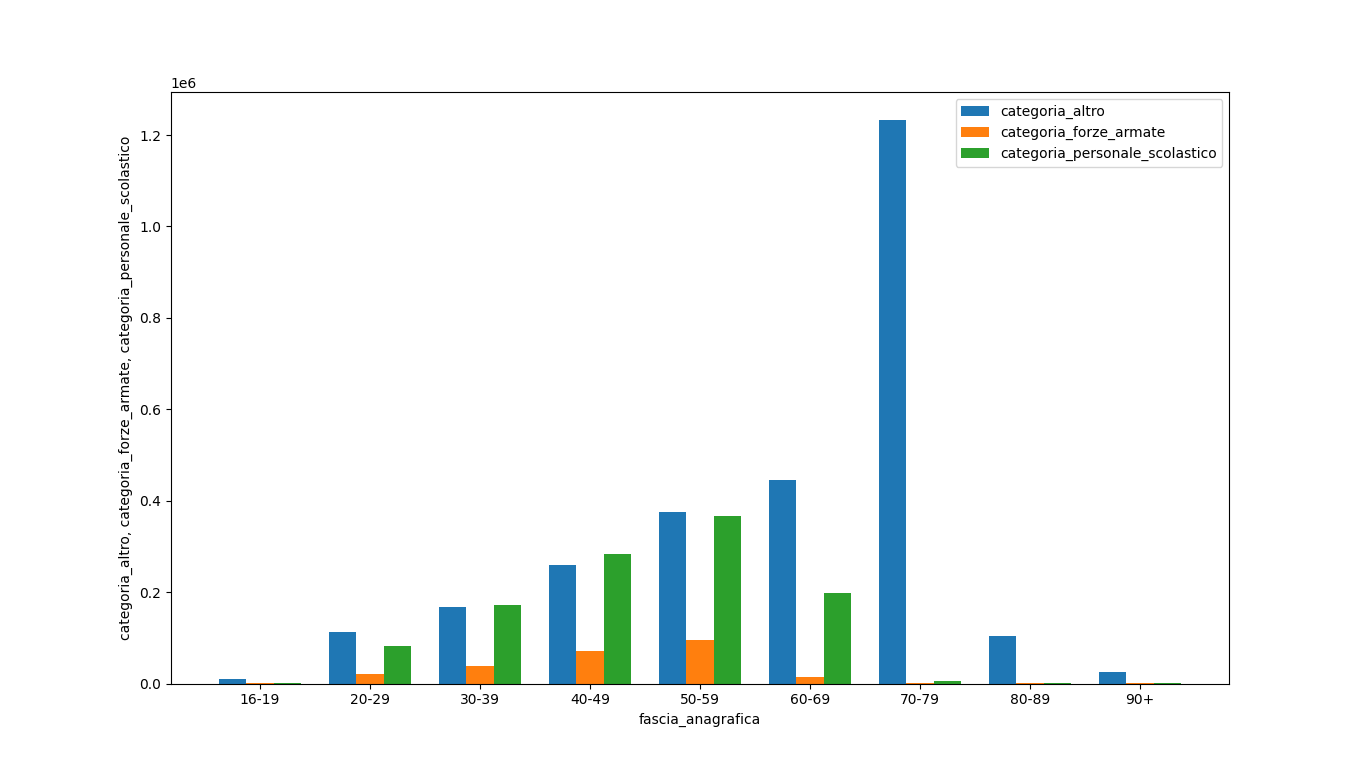 1e6
categoria_altro
categoria_forze_armate
categoria_personale_scolastico
1.2
1.0
0.8
0.6
0.4
0.2
0.0
categoria_altro, categoria_forze_armate, categoria_personale_scolastico
16-19 20-29 30-39 40-49 50-59 60-69 70-79 80-89 90+
fascia_anagrafica